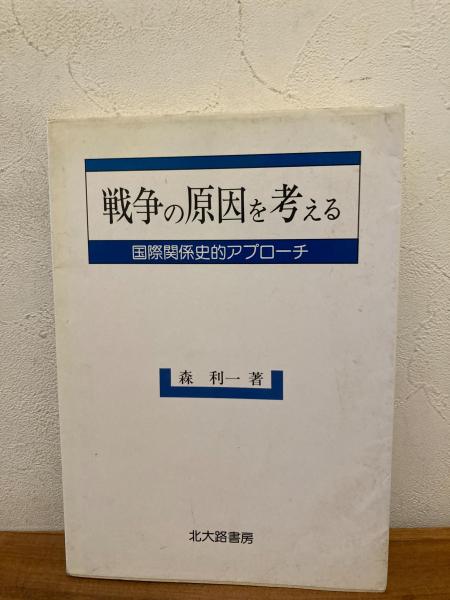 戦争の原因を考える
国際関係史的アプローチ
森 利一 著
北大路書房